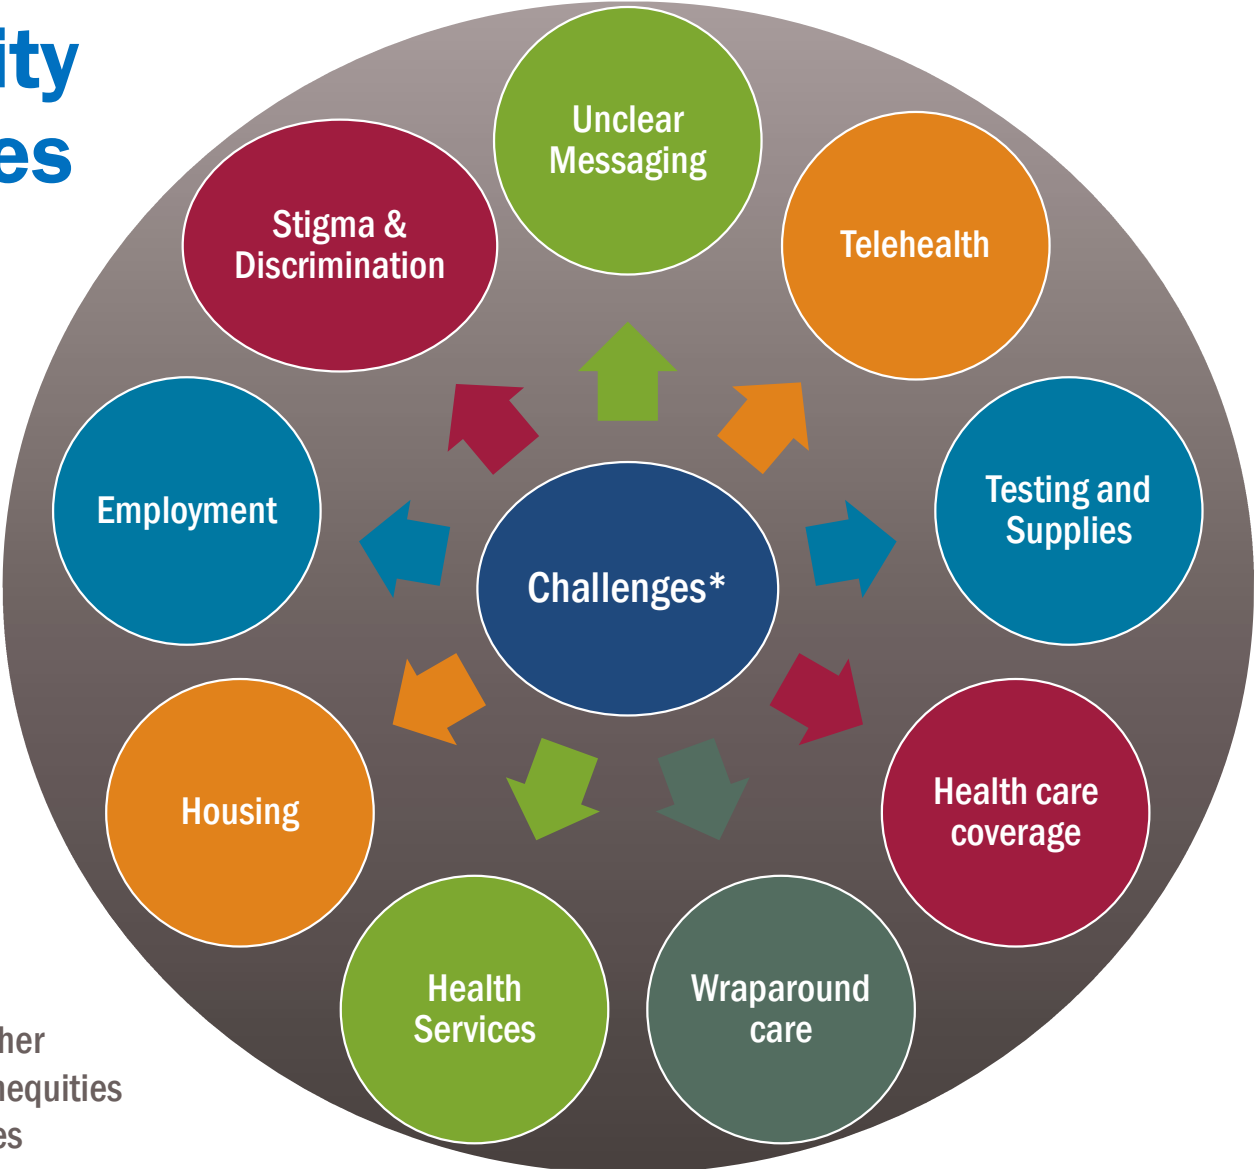 ity
es
Unclear
Messaging
Telehealth
Stigma &
Discrimination
Testing and
Supplies
Employment
Challenges*
Health care
coverage
Housing
Wraparound
care
Health
Services
her
nequities
es